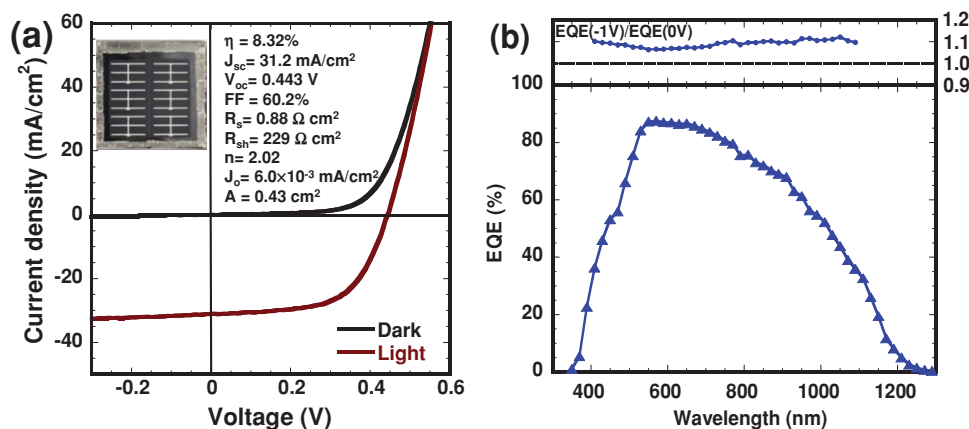 (a)
η = 8.32%
Jsc= 31.2 mA/cm²
Voc= 0.443 V
FF = 60.2%
Rs= 0.88 Ω cm²
Rsh= 229 Ω cm²
n= 2.02
Jo= 6.0×10⁻³ mA/cm²
A = 0.43 cm²
Current density (mA/cm²)
60
40
20
0
-20
-40
Dark
Light
-0.2
0
0.2
0.4
0.6
Voltage (V)
(b)
EQE(-1V)/EQE(0V)
1.2
1.1
1.0
0.9
EQE (%)
100
80
60
40
20
0
400
600
800
1000
1200
Wavelength (nm)